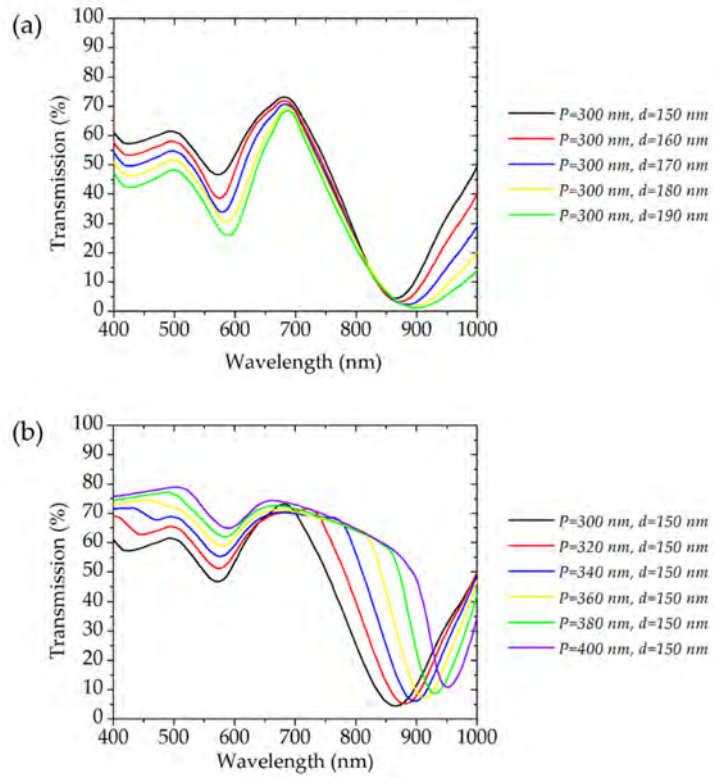 (a)
100
90
80
70
60
50
40
30
20
10
0
Transmission (%)
400 500 600 700 800 900 1000
Wavelength (nm)
P=300 nm, d=150 nm
P=300 nm, d=160 nm
P=300 nm, d=170 nm
P=300 nm, d=180 nm
P=300 nm, d=190 nm
(b)
100
90
80
70
60
50
40
30
20
10
0
Transmission (%)
400 500 600 700 800 900 1000
Wavelength (nm)
P=300 nm, d=150 nm
P=320 nm, d=150 nm
P=340 nm, d=150 nm
P=360 nm, d=150 nm
P=380 nm, d=150 nm
P=400 nm, d=150 nm